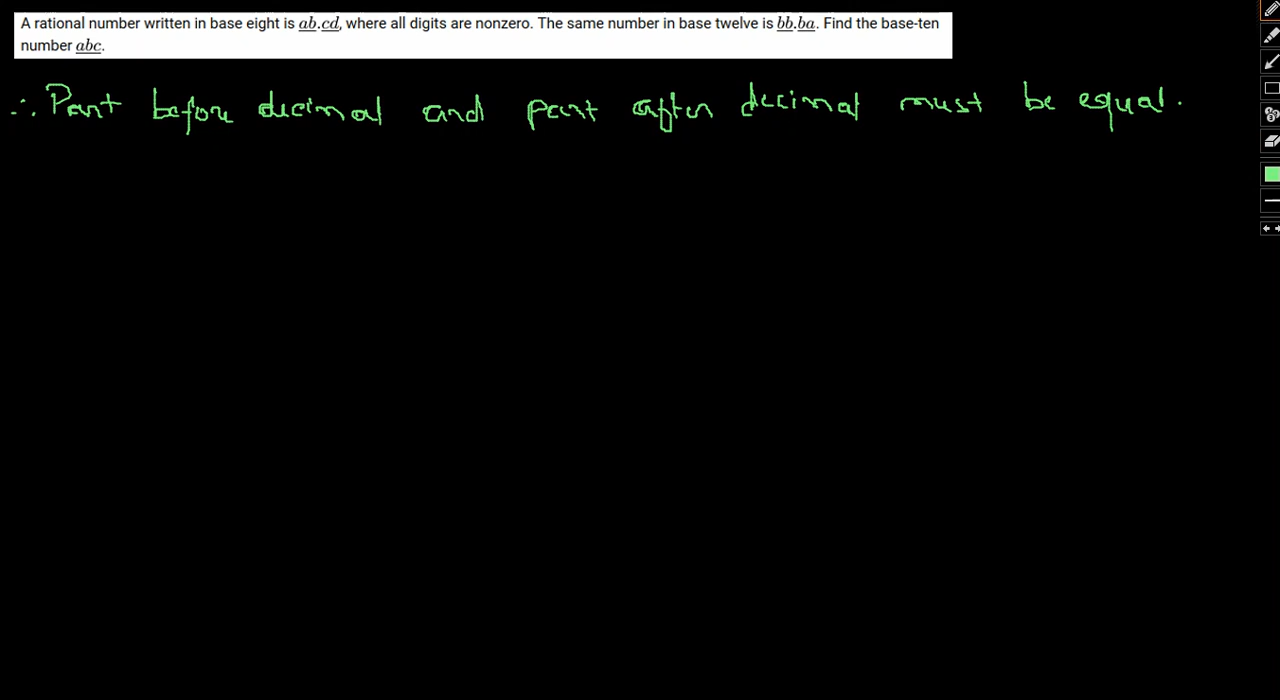 A rational number written in base eight is ab.cd, where all digits are nonzero. The same number in base twelve is bb.ba. Find the base-ten
number abc.
∴ Part before decimal and part after decimal must be equal.